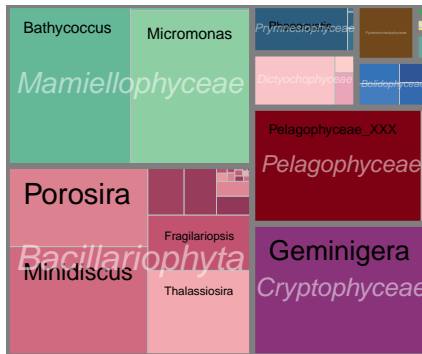 Bathycoccus
Micromonas
Mamiellophyceae
Porosira
Minidiscus
Fragilariopsis
Thalassiosira
Bacillariophyta
Phaeocystis
Prymnesiophyceae
Dictyochophyceae
Bolidophyceae
Pelagophyceae_XXX
Pelagophyceae
Geminigera
Cryptophyceae